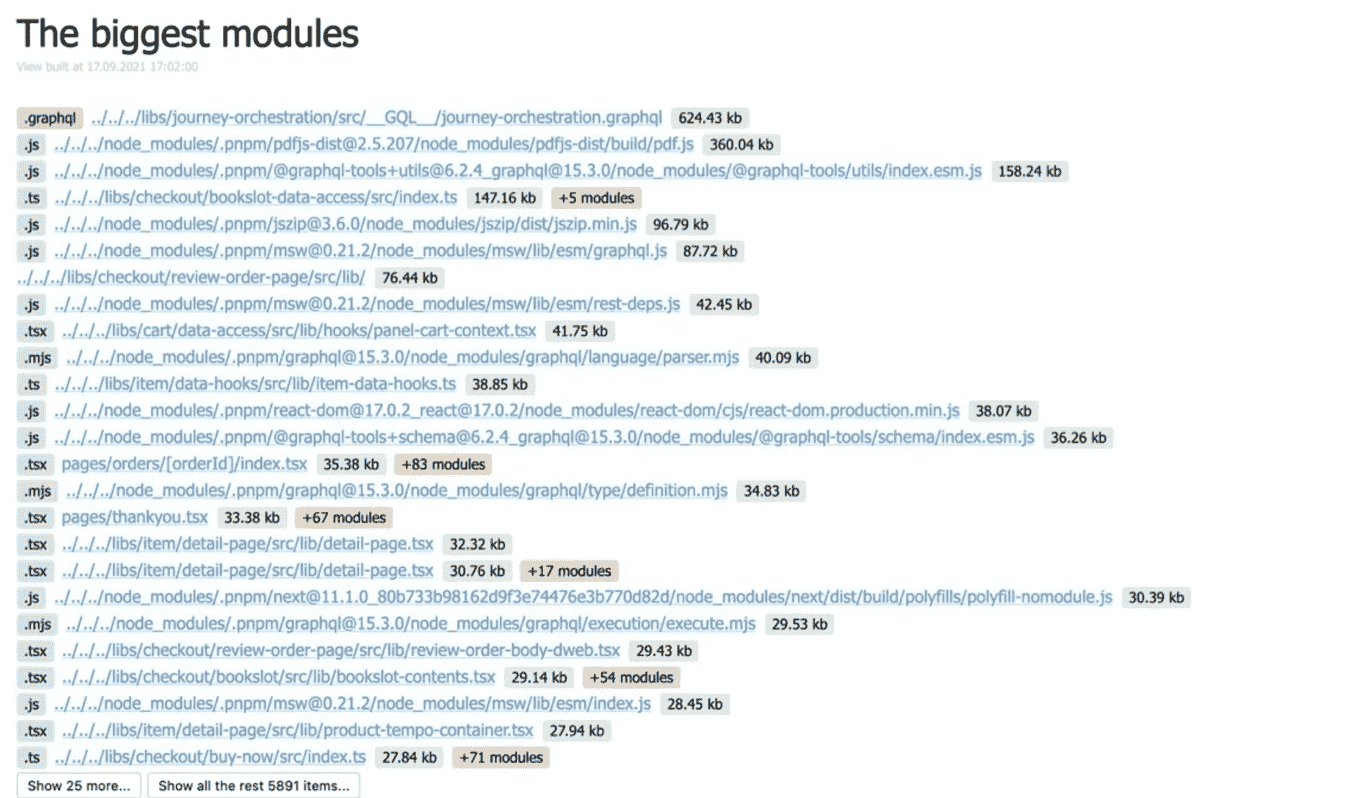 The biggest modules
View built at 17.09.2021 17:02:00
.graphql ../../../libs/journey-orchestration/src/__GQL__/journey-orchestration.graphql 624.43 kb
.js ../../../node_modules/.pnpm/pdfjs-dist@2.5.207/node_modules/pdfjs-dist/build/pdf.js 360.04 kb
.js ../../../node_modules/.pnpm/@graphql-tools+utils@6.2.4_graphql@15.3.0/node_modules/@graphql-tools/utils/index.esm.js 158.24 kb
.ts ../../../libs/checkout/bookslot-data-access/src/index.ts 147.16 kb +5 modules
.js ../../../node_modules/.pnpm/jszip@3.6.0/node_modules/jszip/dist/jszip.min.js 96.79 kb
.js ../../../node_modules/.pnpm/msw@0.21.2/node_modules/msw/lib/esm/graphql.js 87.72 kb
../../../libs/checkout/review-order-page/src/lib/ 76.44 kb
.js ../../../node_modules/.pnpm/msw@0.21.2/node_modules/msw/lib/esm/rest-deps.js 42.45 kb
.tsx ../../../libs/cart/data-access/src/lib/hooks/panel-cart-context.tsx 41.75 kb
.mjs ../../../node_modules/.pnpm/graphql@15.3.0/node_modules/graphql/language/parser.mjs 40.09 kb
.ts ../../../libs/item/data-hooks/src/lib/item-data-hooks.ts 38.85 kb
.js ../../../node_modules/.pnpm/react-dom@17.0.2_react@17.0.2/node_modules/react-dom/cjs/react-dom.production.min.js 38.07 kb
.js ../../../node_modules/.pnpm/@graphql-tools+schema@6.2.4_graphql@15.3.0/node_modules/@graphql-tools/schema/index.esm.js 36.26 kb
.tsx pages/orders/[orderId]/index.tsx 35.38 kb +83 modules
.mjs ../../../node_modules/.pnpm/graphql@15.3.0/node_modules/graphql/type/definition.mjs 34.83 kb
.tsx pages/thankyou.tsx 33.38 kb +67 modules
.tsx ../../../libs/item/detail-page/src/lib/detail-page.tsx 32.32 kb
.tsx ../../../libs/item/detail-page/src/lib/detail-page.tsx 30.76 kb +17 modules
.js ../../../node_modules/.pnpm/next@11.1.0_80b733b98162d9f3e74476e3b770d82d/node_modules/next/dist/build/polyfills/polyfill-nomodule.js 30.39 kb
.mjs ../../../node_modules/.pnpm/graphql@15.3.0/node_modules/graphql/execution/execute.mjs 29.53 kb
.tsx ../../../libs/checkout/review-order-page/src/lib/review-order-body-dweb.tsx 29.43 kb
.tsx ../../../libs/checkout/bookslot/src/lib/bookslot-contents.tsx 29.14 kb +54 modules
.js ../../../node_modules/.pnpm/msw@0.21.2/node_modules/msw/lib/esm/index.js 28.45 kb
.tsx ../../../libs/item/detail-page/src/lib/product-tempo-container.tsx 27.94 kb
.ts ../../../libs/checkout/buy-now/src/index.ts 27.84 kb +71 modules
Show 25 more... Show all the rest 5891 items...